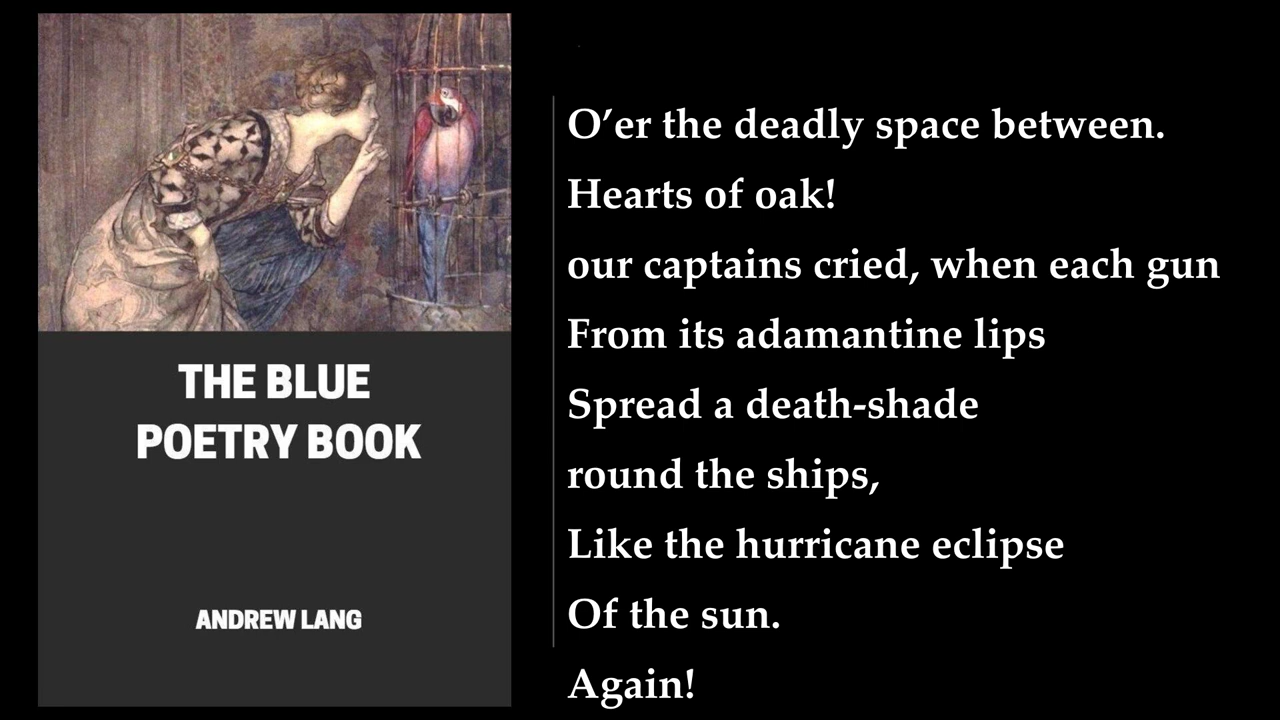 THE BLUE
POETRY BOOK
ANDREW LANG
O’er the deadly space between.
Hearts of oak!
our captains cried, when each gun
From its adamantine lips
Spread a death-shade
round the ships,
Like the hurricane eclipse
Of the sun.
Again!